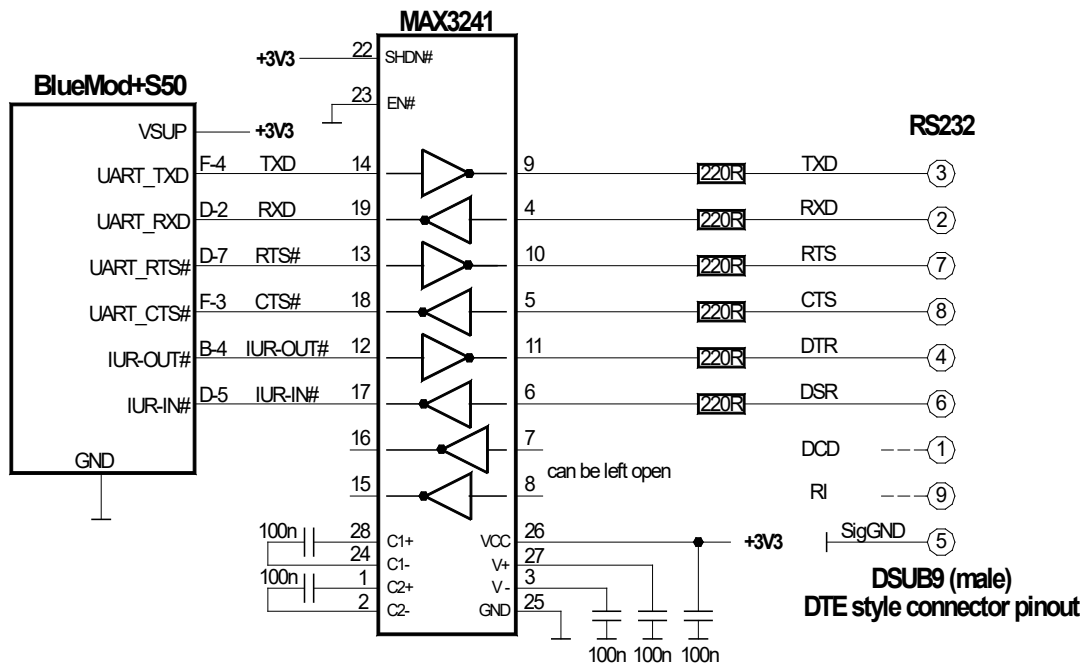 MAX3241
+3V3 22 SHDN#
BlueMod+S50
23 EN#
RS232
VSUP +3V3
UART_TXD F-4 TXD 14 9 220R TXD 3
UART_RXD D-2 RXD 19 4 220R RXD 2
UART_RTS# D-7 RTS# 13 10 220R RTS 7
UART_CTS# F-3 CTS# 18 5 220R CTS 8
IUR-OUT# B-4 IUR-OUT# 12 11 220R DTR 4
IUR-IN# D-5 IUR-IN# 17 6 220R DSR 6
16 7 DCD 1
GND
can be left open
15 8 RI 9
100n 28 C1+ VCC 26 +3V3 SigGND 5
24 C1- V+ 27
100n 1 C2+ V- 3
2 C2- GND 25
DSUB9 (male)
DTE style connector pinout
100n 100n 100n